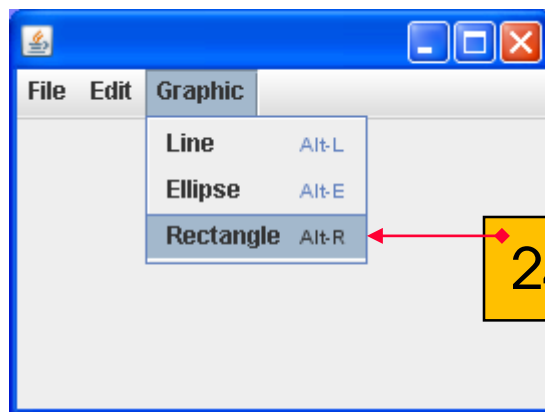 File Edit Graphic
Line Alt-L
Ellipse Alt-E
Rectangle Alt-R